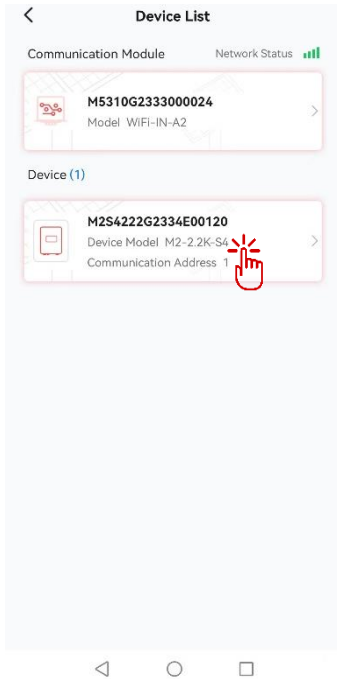 Device List
Communication Module Network Status
M5310G2333000024
Model WiFi-IN-A2
Device (1)
M2S4222G2334E00120
Device Model M2-2.2K-S4
Communication Address 1